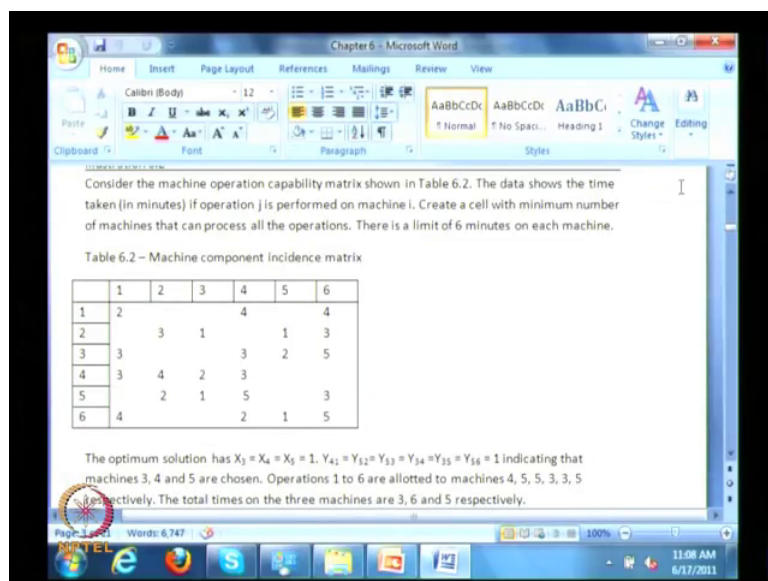 Chapter 6 - Microsoft Word
Home Insert Page Layout References Mailings Review View
Calibri (Body) 12
AaBbCcDc AaBbCcDc AaBbC
Paste
B I U abe x, x'
¶ Normal ¶ No Spaci... Heading 1 Change Styles Editing
Clipboard Font Paragraph Styles
Consider the machine operation capability matrix shown in Table 6.2. The data shows the time
taken (in minutes) if operation j is performed on machine i. Create a cell with minimum number
of machines that can process all the operations. There is a limit of 6 minutes on each machine.
Table 6.2 – Machine component incidence matrix
1 2 3 4 5 6
1 2 4 4
2 3 1 1 3
3 3 3 2 5
4 3 4 2 3
5 2 1 5 3
6 4 2 1 5
The optimum solution has X₃ = X₄ = X₅ = 1. Y₄₁ = Y₅₂= Y₅₃ = Y₃₄ =Y₃₅ = Y₅₆ = 1 indicating that
machines 3, 4 and 5 are chosen. Operations 1 to 6 are allotted to machines 4, 5, 5, 3, 3, 5
respectively. The total times on the three machines are 3, 6 and 5 respectively.
Words: 6,747 100%
NPTEL
11:08 AM
6/17/2011